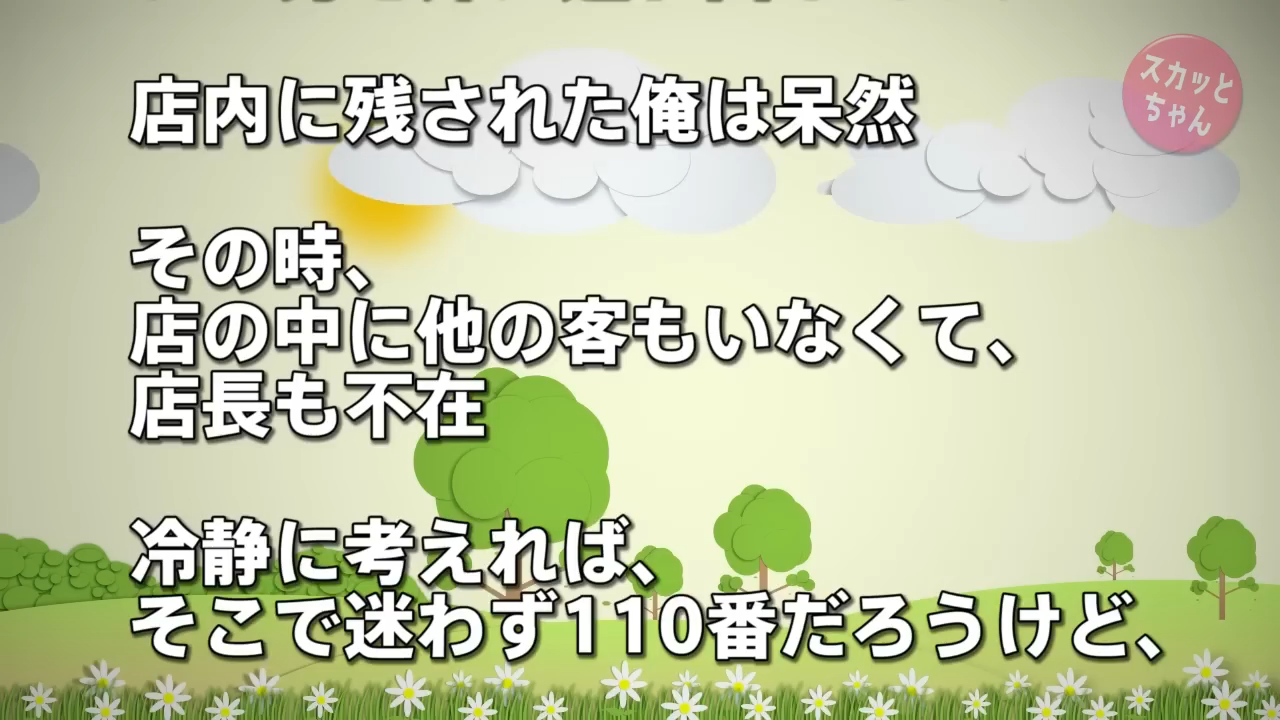 店内に残された俺は呆然
その時、
店の中に他の客もいなくて、
店長も不在
冷静に考えれば、
そこで迷わず110番だろうけど、
スカッと
ちゃん